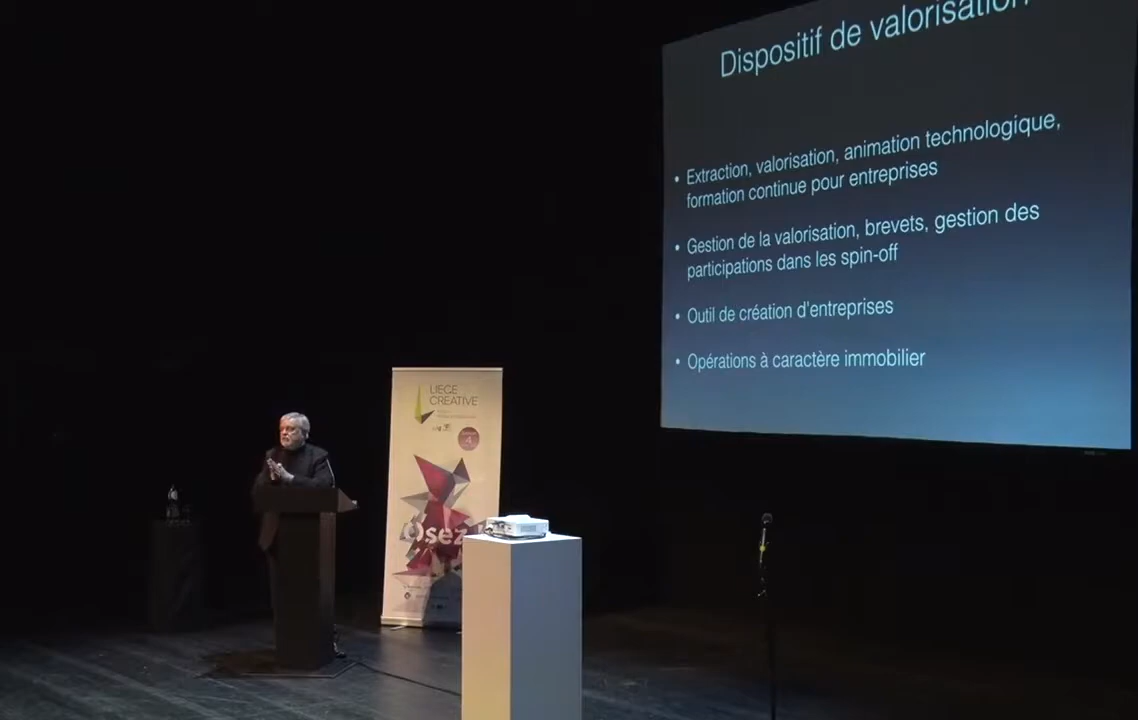 Dispositif de valorisation
• Extraction, valorisation, animation technologique,
formation continue pour entreprises
• Gestion de la valorisation, brevets, gestion des
participations dans les spin-off
• Outil de création d'entreprises
• Opérations à caractère immobilier
LIEGE
CREATIVE
Osez